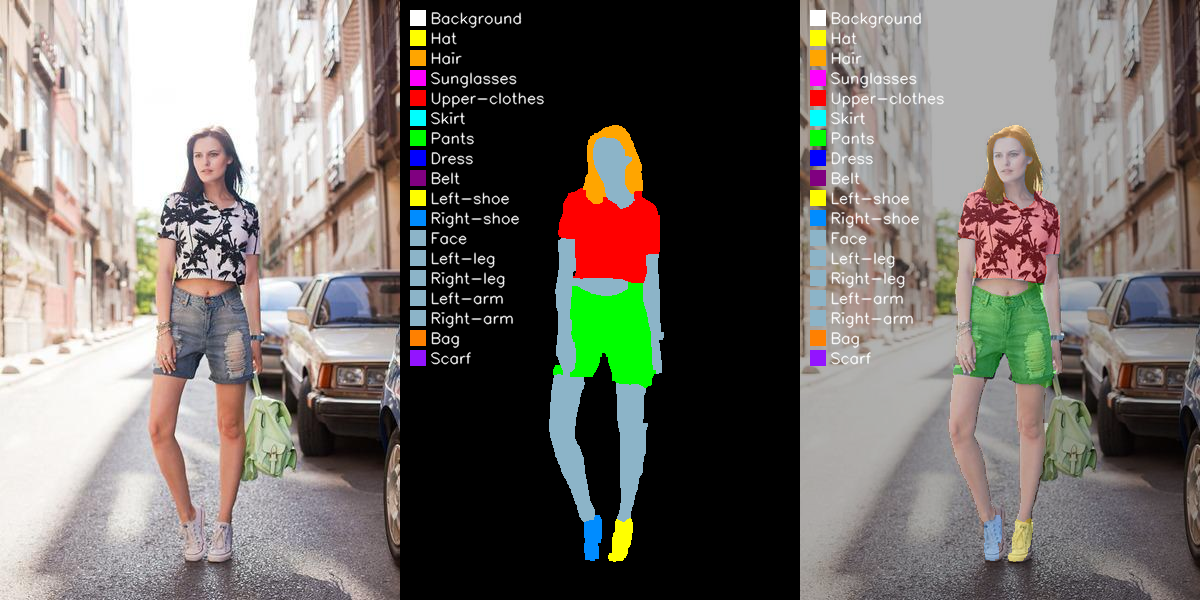 Background
Hat
Hair
Sunglasses
Upper-clothes
Skirt
Pants
Dress
Belt
Left-shoe
Right-shoe
Face
Left-leg
Right-leg
Left-arm
Right-arm
Bag
Scarf
Background
Hat
Hair
Sunglasses
Upper-clothes
Skirt
Pants
Dress
Belt
Left-shoe
Right-shoe
Face
Left-leg
Right-leg
Left-arm
Right-arm
Bag
Scarf